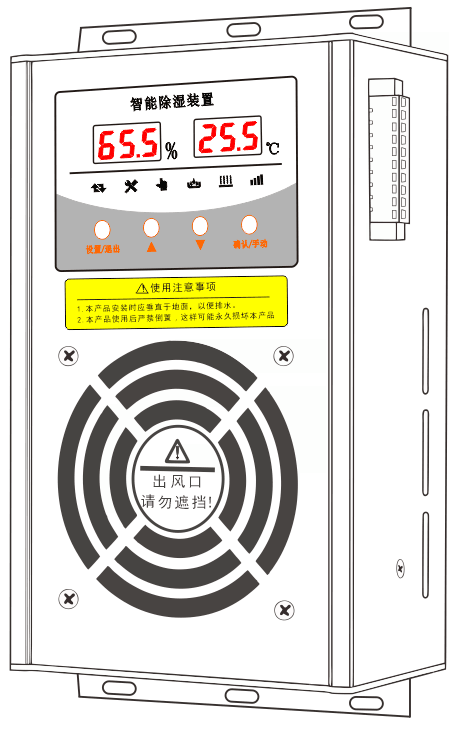 智能除湿装置
65.5% 25.5℃
设置/退出 ▲ ▼ 确认/手动
使用注意事项
1.本产品安装时应垂直于地面，以便排水。
2.本产品使用后严禁倒置，这样可能永久损坏本产品
出风口
请勿遮挡!